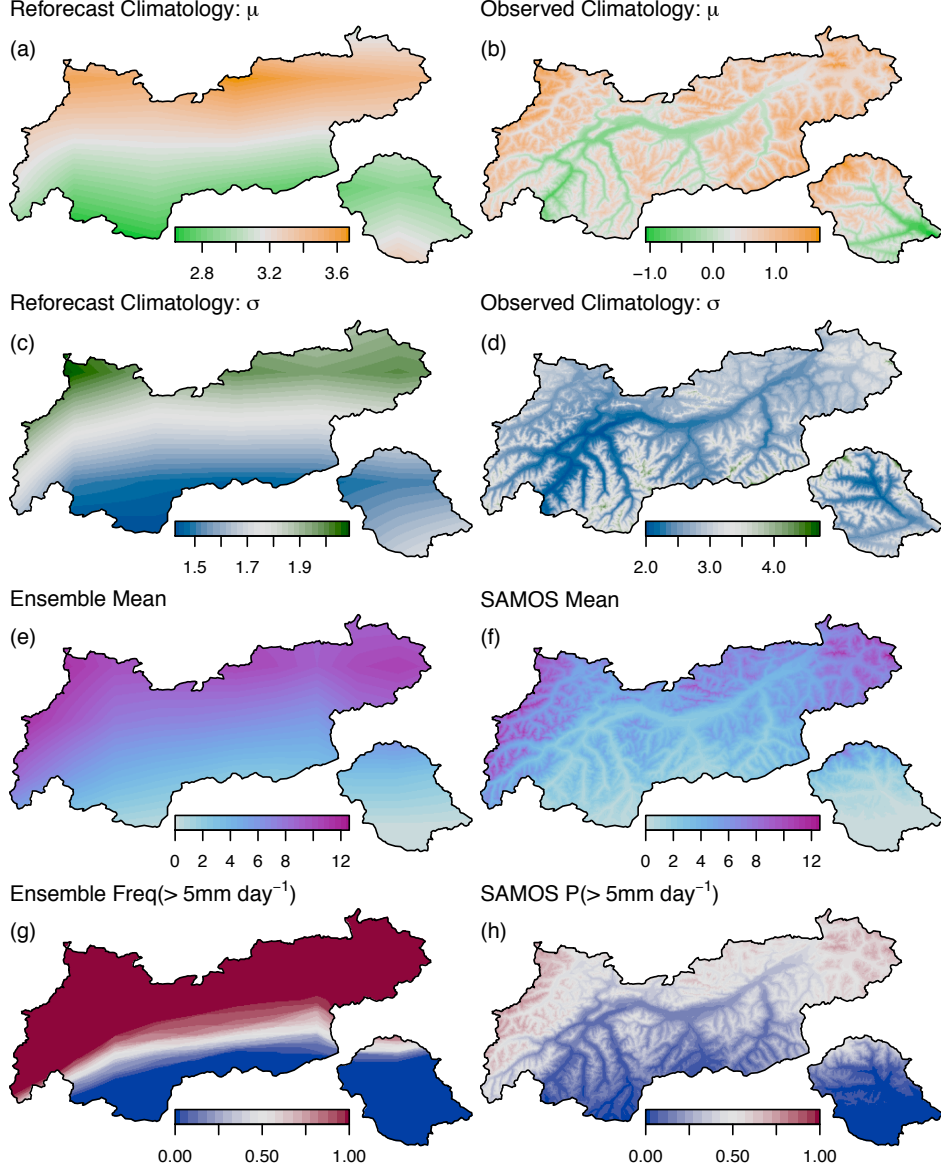 Reforecast Climatology: μ
Observed Climatology: μ
(a)
(b)
2.8 3.2 3.6
−1.0 0.0 1.0
Reforecast Climatology: σ
Observed Climatology: σ
(c)
(d)
1.5 1.7 1.9
2.0 3.0 4.0
Ensemble Mean
SAMOS Mean
(e)
(f)
0 2 4 6 8 12
0 2 4 6 8 12
Ensemble Freq(> 5mm day⁻¹)
SAMOS P(> 5mm day⁻¹)
(g)
(h)
0.00 0.50 1.00
0.00 0.50 1.00